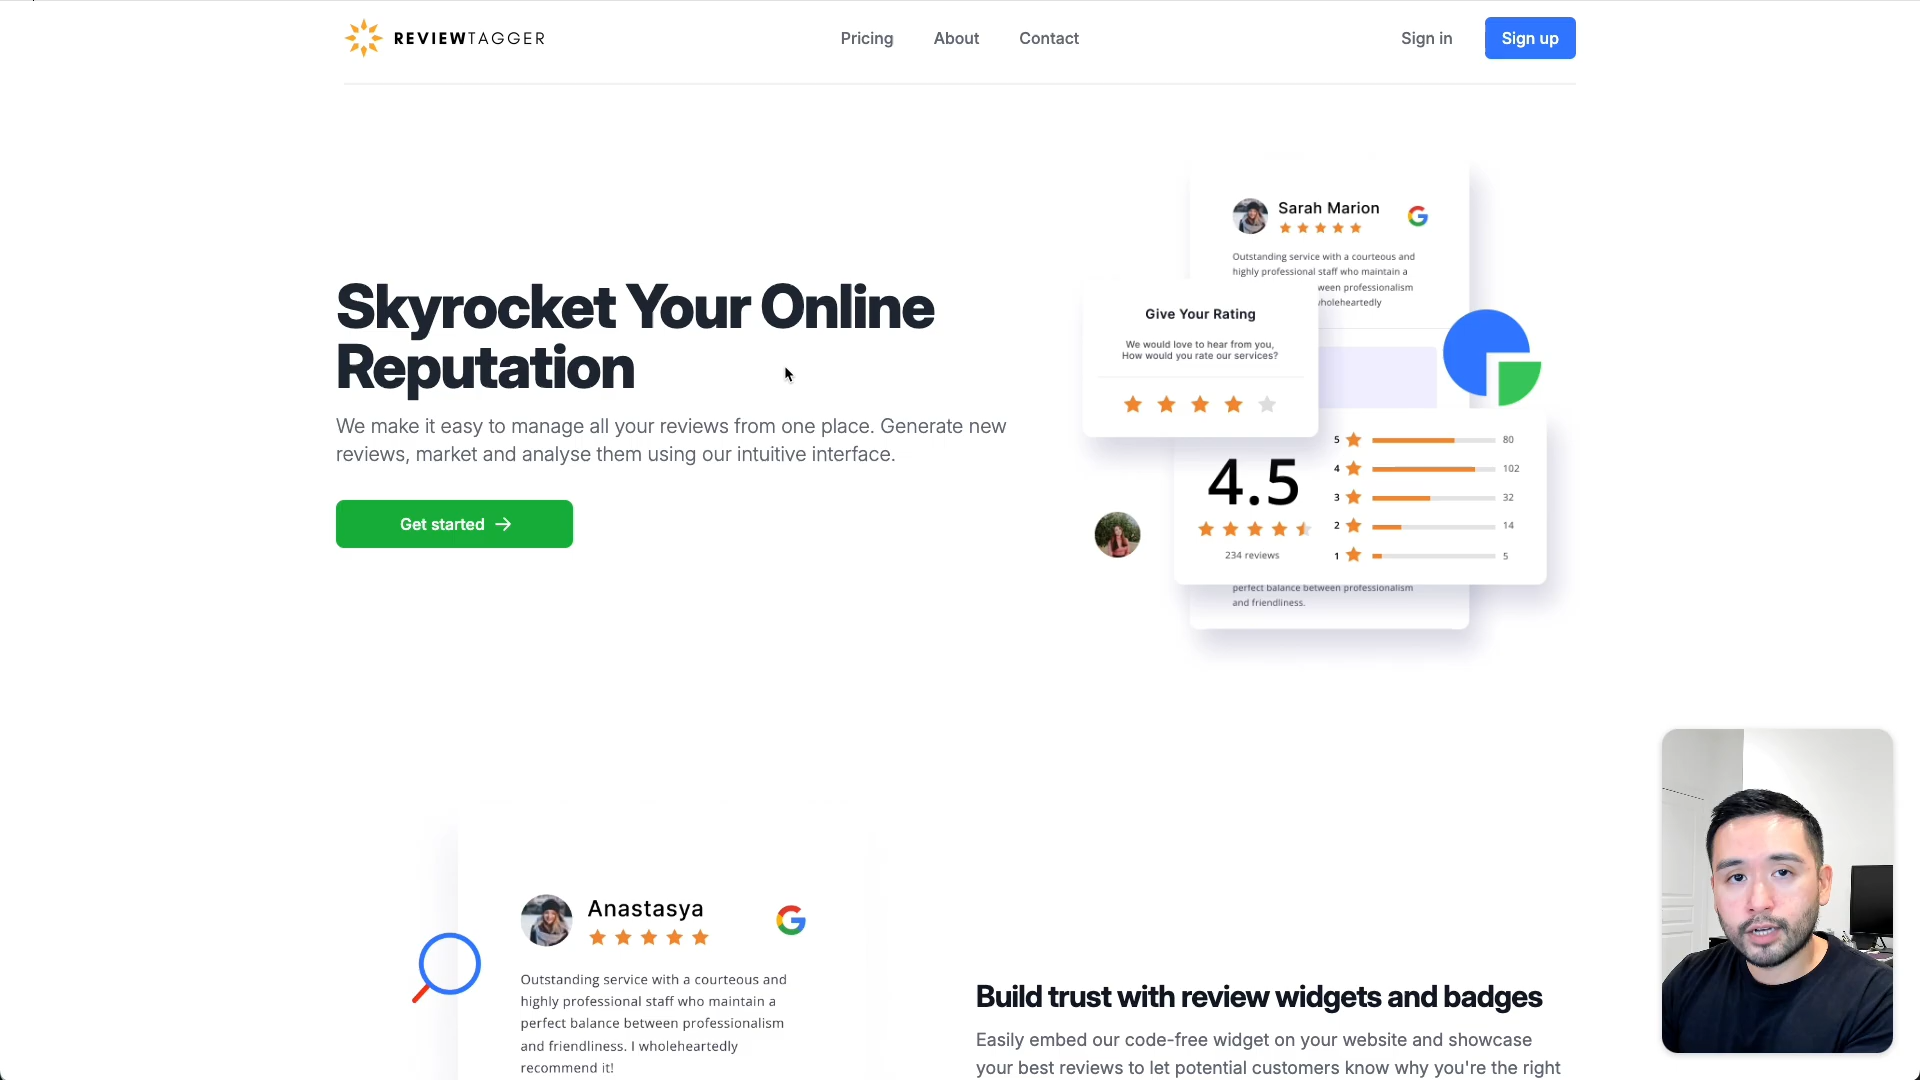 REVIEWTAGGER
Pricing
About
Contact
Sign in
Sign up
Skyrocket Your Online
Reputation
We make it easy to manage all your reviews from one place. Generate new
reviews, market and analyse them using our intuitive interface.
Get started →
Sarah Marion
Outstanding service with a courteous and
highly professional staff who maintain a
ween professionalism
wholeheartedly
Give Your Rating
We would love to hear from you,
How would you rate our services?
4.5
234 reviews
5 80
4 102
3 32
2 14
1 5
perfect balance between professionalism
and friendliness.
Anastasya
Outstanding service with a courteous and
highly professional staff who maintain a
perfect balance between professionalism
and friendliness. I wholeheartedly
recommend it!
Build trust with review widgets and badges
Easily embed our code-free widget on your website and showcase
your best reviews to let potential customers know why you're the right